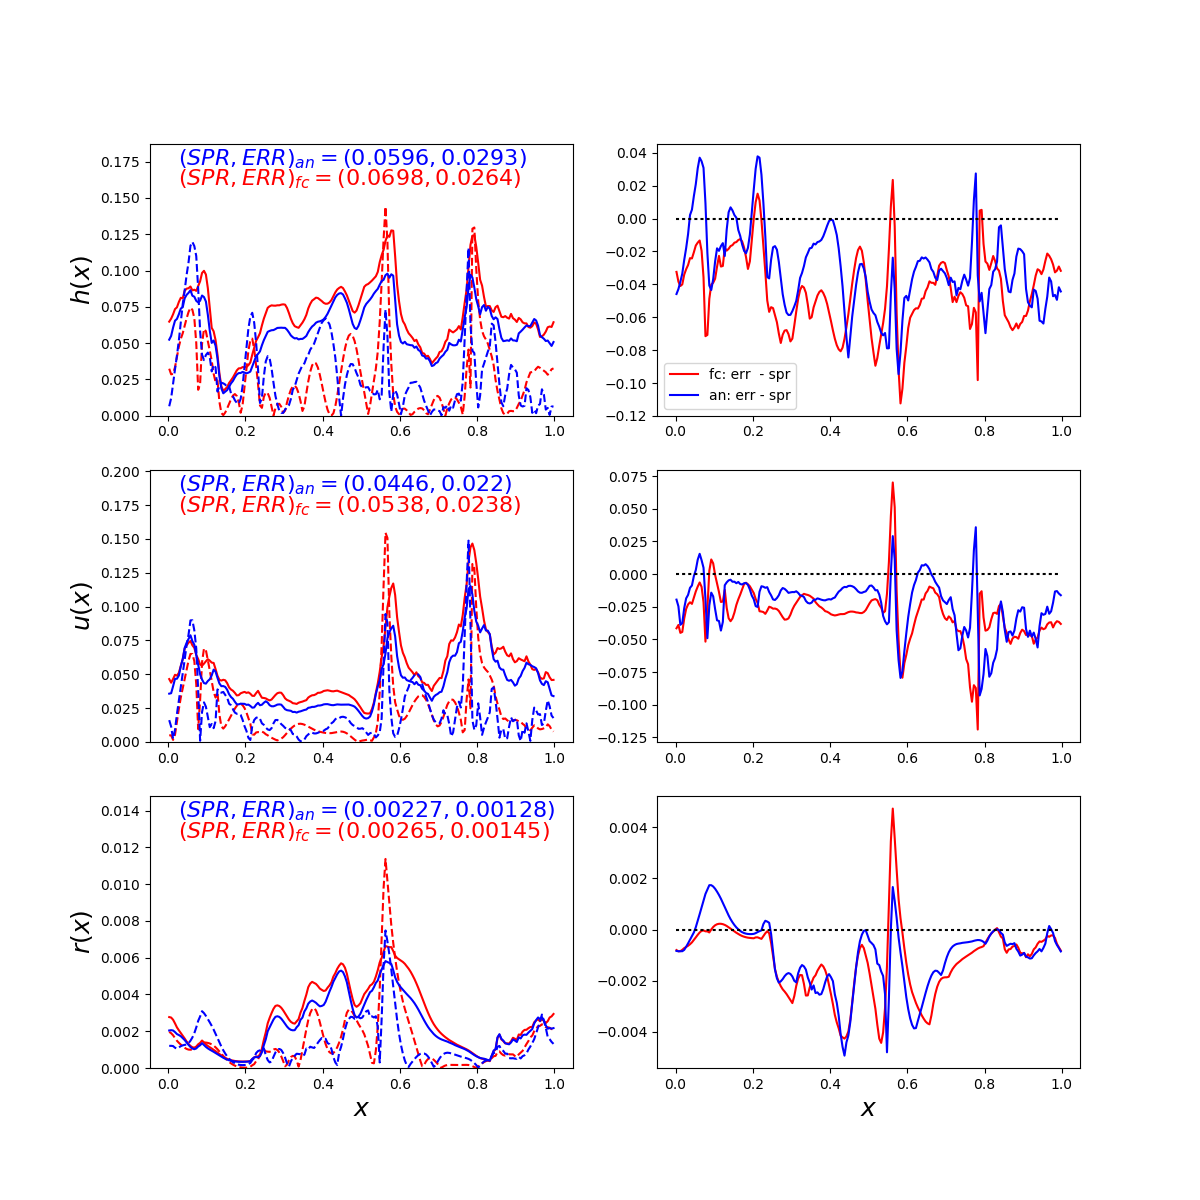 (SPR, ERR)an = (0.0596, 0.0293)
(SPR, ERR)fc = (0.0698, 0.0264)
h(x)
0.175
0.150
0.125
0.100
0.075
0.050
0.025
0.000
0.0 0.2 0.4 0.6 0.8 1.0
0.04
0.02
0.00
−0.02
−0.04
−0.06
−0.08
−0.10
−0.12
fc: err - spr
an: err - spr
0.0 0.2 0.4 0.6 0.8 1.0
(SPR, ERR)an = (0.0446, 0.022)
(SPR, ERR)fc = (0.0538, 0.0238)
u(x)
0.200
0.175
0.150
0.125
0.100
0.075
0.050
0.025
0.000
0.0 0.2 0.4 0.6 0.8 1.0
0.075
0.050
0.025
0.000
−0.025
−0.050
−0.075
−0.100
−0.125
0.0 0.2 0.4 0.6 0.8 1.0
(SPR, ERR)an = (0.00227, 0.00128)
(SPR, ERR)fc = (0.00265, 0.00145)
r(x)
0.014
0.012
0.010
0.008
0.006
0.004
0.002
0.000
0.0 0.2 0.4 0.6 0.8 1.0
x
0.004
0.002
0.000
−0.002
−0.004
0.0 0.2 0.4 0.6 0.8 1.0
x